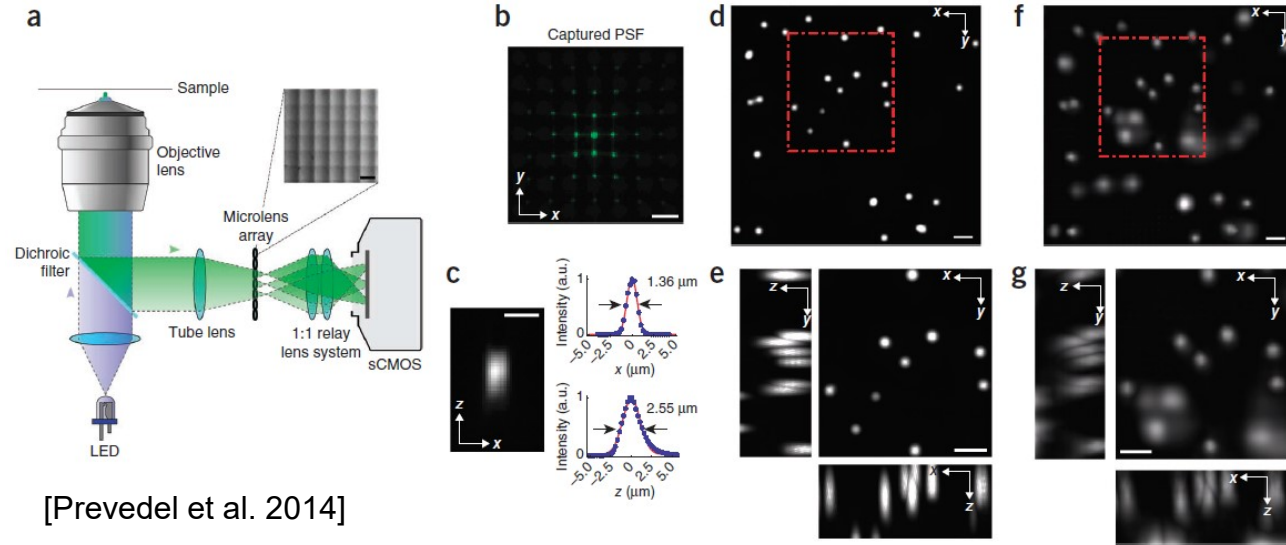 a
Sample
Objective
lens
Microlens
array
Dichroic
filter
Tube lens
1:1 relay
lens system
sCMOS
LED
b
Captured PSF
y
x
c
z
x
Intensity (a.u.)
1
0
1.36 µm
–5.0
–2.5
0
2.5
5.0
x (µm)
Intensity (a.u.)
1
0
2.55 µm
–5.0
–2.5
0
2.5
5.0
z (µm)
d
x
y
e
z
y
x
y
x
z
f
x
y
g
z
y
x
y
x
z
[Prevedel et al. 2014]